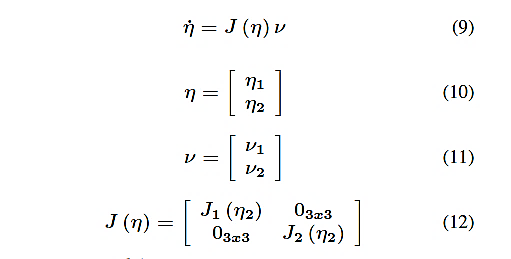 η̇ = J (η) ν (9)
η = [ η₁ ; η₂ ] (10)
ν = [ ν₁ ; ν₂ ] (11)
J (η) = [ J₁ (η₂) 0₃ₓ₃ ; 0₃ₓ₃ J₂ (η₂) ] (12)